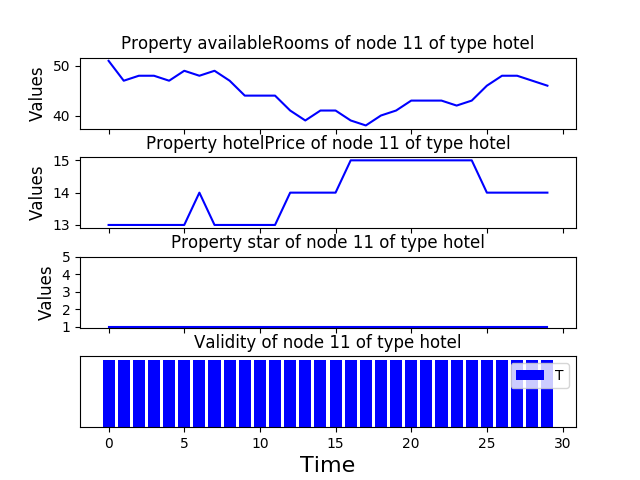 Property availableRooms of node 11 of type hotel
50
40
Values
Property hotelPrice of node 11 of type hotel
15
14
13
Values
Property star of node 11 of type hotel
5
4
3
2
1
Values
Validity of node 11 of type hotel
T
0 5 10 15 20 25 30
Time